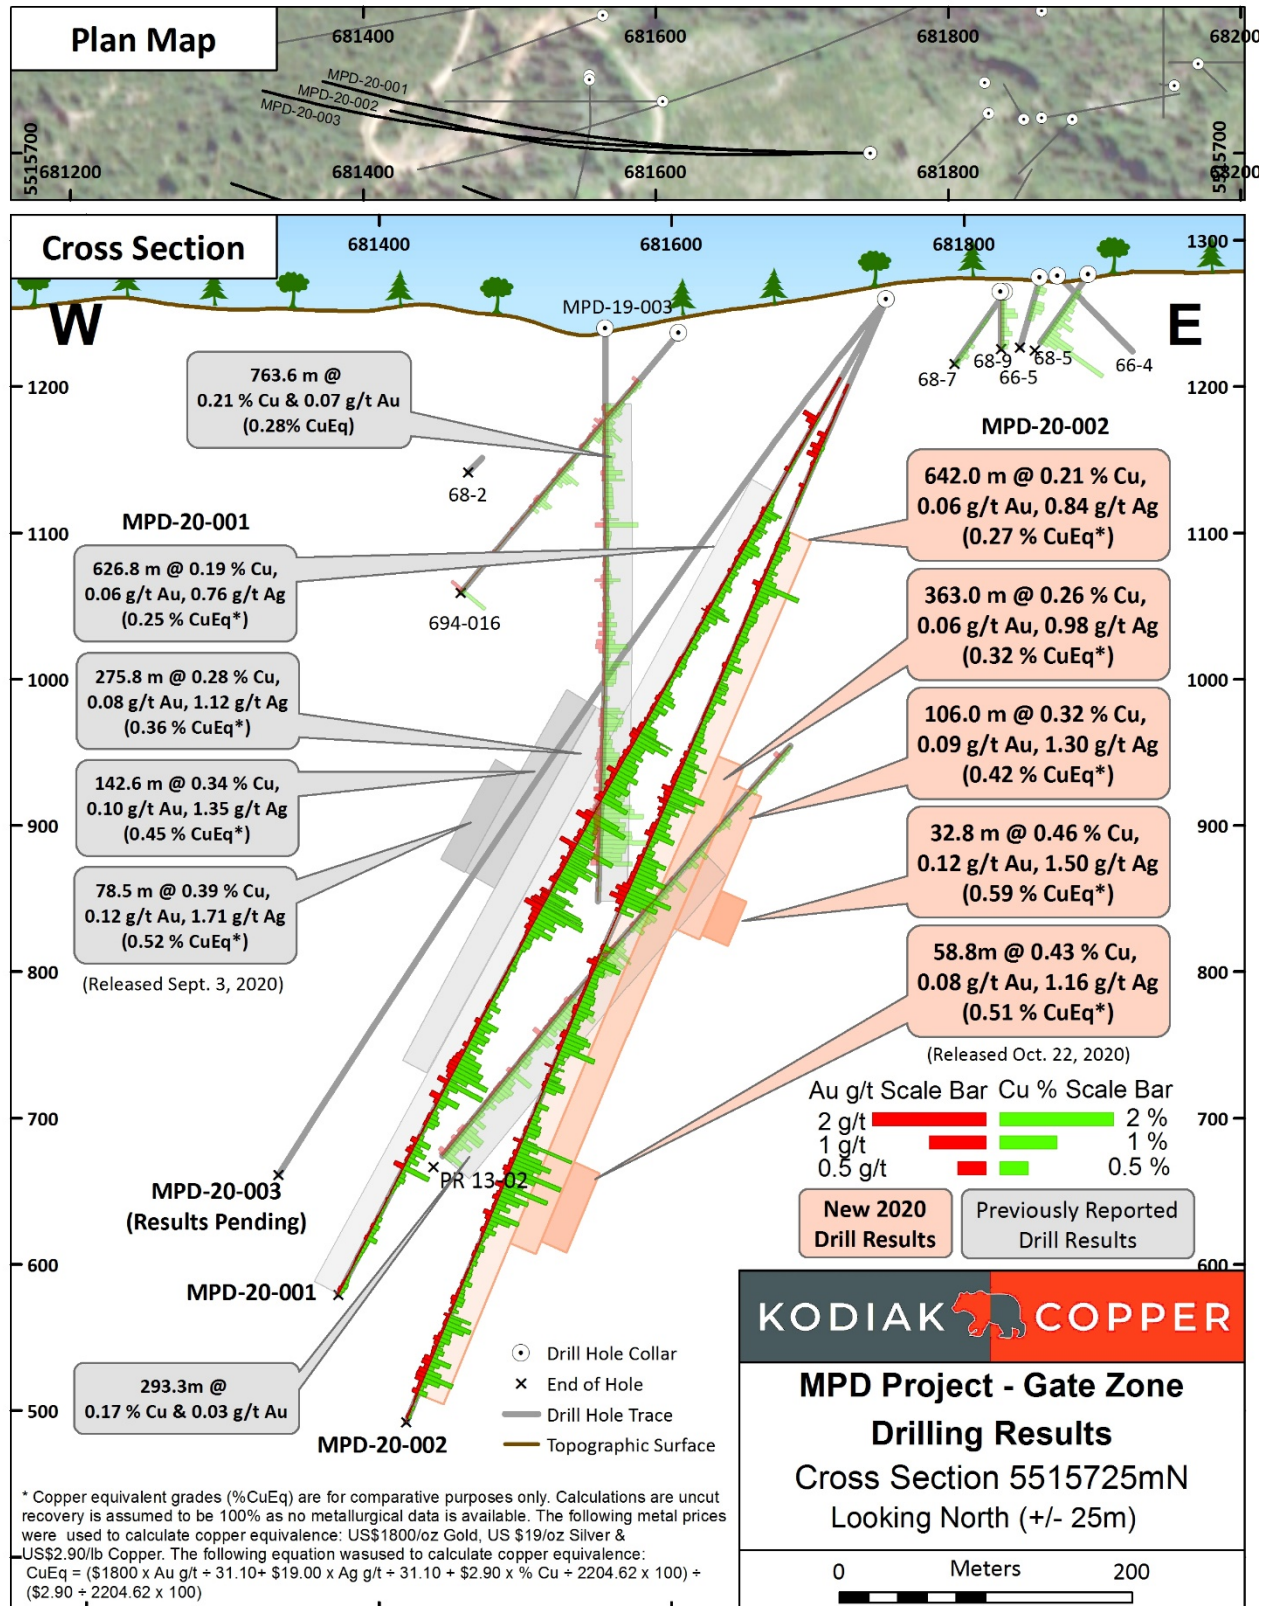 Plan Map
681400
681600
681800
68200
MPD-20-001
MPD-20-002
MPD-20-003
5515700
5515700
681200
681400
681600
681800
68200
Cross Section
681400
681600
681800
1300
W
E
MPD-19-003
763.6 m @
0.21 % Cu & 0.07 g/t Au
(0.28% CuEq)
68-7
68-9
66-5
68-5
66-4
1200
1200
68-2
MPD-20-001
MPD-20-002
626.8 m @ 0.19 % Cu,
0.06 g/t Au, 0.76 g/t Ag
(0.25 % CuEq*)
642.0 m @ 0.21 % Cu,
0.06 g/t Au, 0.84 g/t Ag
(0.27 % CuEq*)
1100
1100
694-016
363.0 m @ 0.26 % Cu,
0.06 g/t Au, 0.98 g/t Ag
(0.32 % CuEq*)
275.8 m @ 0.28 % Cu,
0.08 g/t Au, 1.12 g/t Ag
(0.36 % CuEq*)
1000
1000
106.0 m @ 0.32 % Cu,
0.09 g/t Au, 1.30 g/t Ag
(0.42 % CuEq*)
142.6 m @ 0.34 % Cu,
0.10 g/t Au, 1.35 g/t Ag
(0.45 % CuEq*)
900
900
32.8 m @ 0.46 % Cu,
0.12 g/t Au, 1.50 g/t Ag
(0.59 % CuEq*)
78.5 m @ 0.39 % Cu,
0.12 g/t Au, 1.71 g/t Ag
(0.52 % CuEq*)
(Released Sept. 3, 2020)
800
800
58.8m @ 0.43 % Cu,
0.08 g/t Au, 1.16 g/t Ag
(0.51 % CuEq*)
(Released Oct. 22, 2020)
Au g/t Scale Bar
Cu % Scale Bar
2 g/t
2 %
1 g/t
1 %
0.5 g/t
0.5 %
700
700
PR 13-02
MPD-20-003
(Results Pending)
New 2020
Drill Results
Previously Reported
Drill Results
600
600
MPD-20-001
KODIAK COPPER
293.3m @
0.17 % Cu & 0.03 g/t Au
Drill Hole Collar
End of Hole
Drill Hole Trace
Topographic Surface
500
MPD-20-002
MPD Project - Gate Zone
Drilling Results
Cross Section 5515725mN
Looking North (+/- 25m)
0
Meters
200
* Copper equivalent grades (%CuEq) are for comparative purposes only. Calculations are uncut
recovery is assumed to be 100% as no metallurgical data is available. The following metal prices
were used to calculate copper equivalence: US$1800/oz Gold, US $19/oz Silver &
US$2.90/lb Copper. The following equation wasused to calculate copper equivalence:
CuEq = ($1800 x Au g/t ÷ 31.10+ $19.00 x Ag g/t ÷ 31.10 + $2.90 x % Cu ÷ 2204.62 x 100) ÷
($2.90 ÷ 2204.62 x 100)